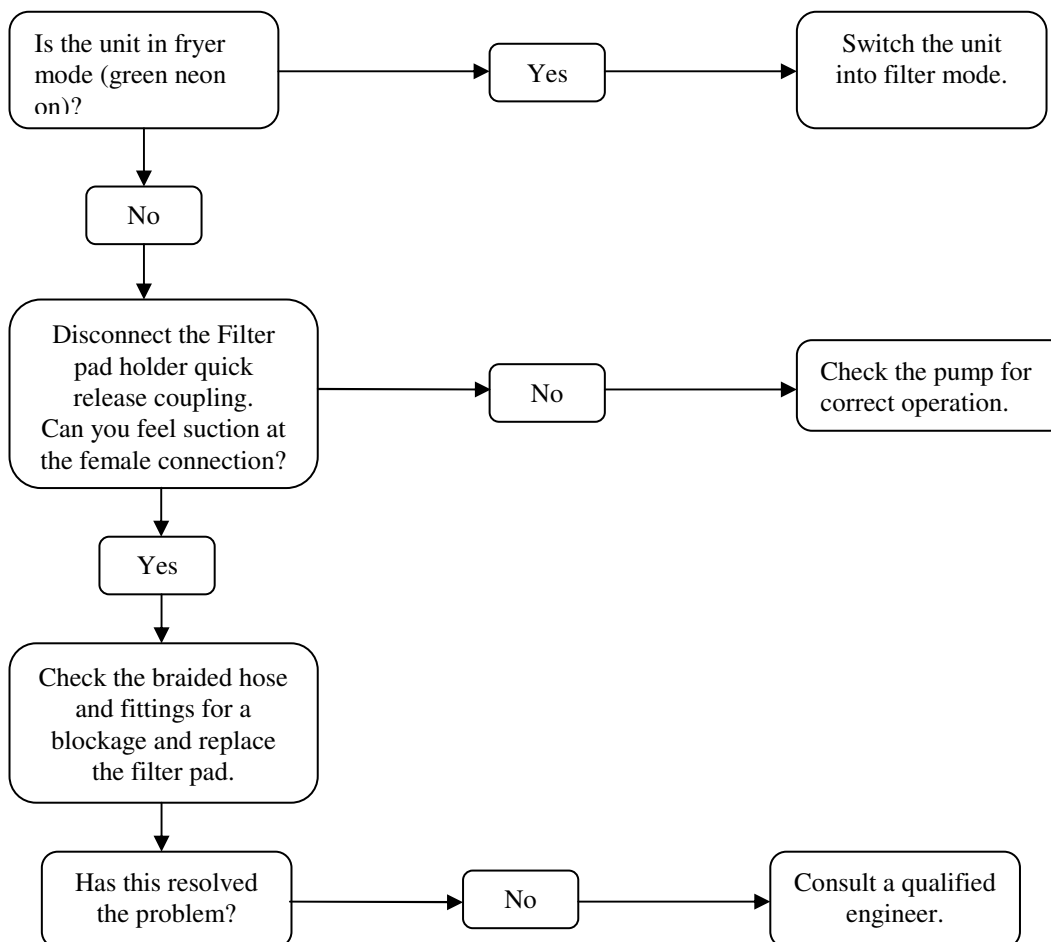 Is the unit in fryer
mode (green neon
on)?
Yes
Switch the unit
into filter mode.
No
Disconnect the Filter
pad holder quick
release coupling.
Can you feel suction at
the female connection?
No
Check the pump for
correct operation.
Yes
Check the braided hose
and fittings for a
blockage and replace
the filter pad.
Has this resolved
the problem?
No
Consult a qualified
engineer.